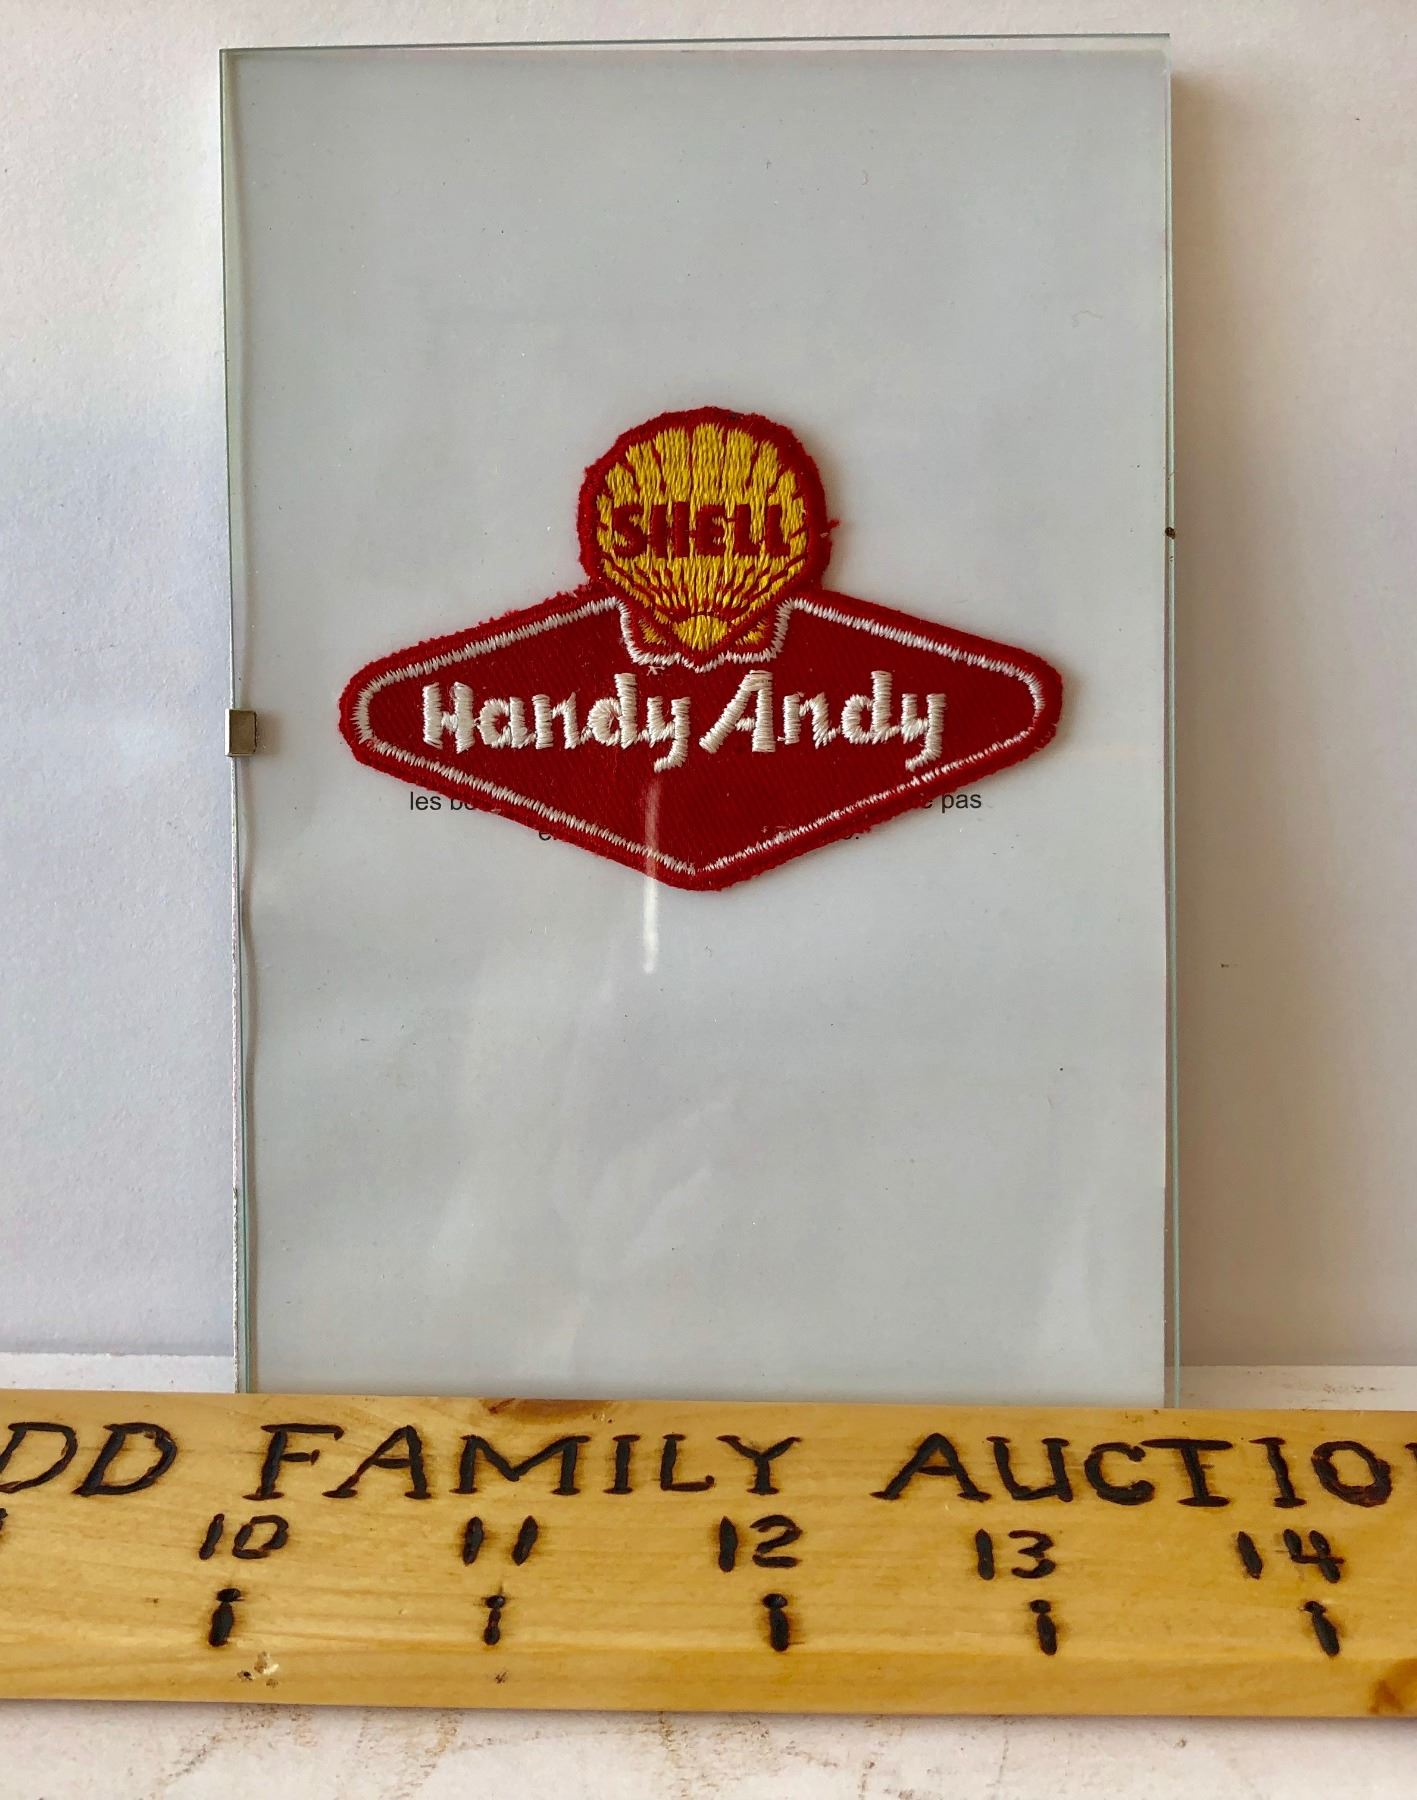 SHELL
Handy Andy
les pas
DD FAMILY AUCTIO
10 11 12 13 14